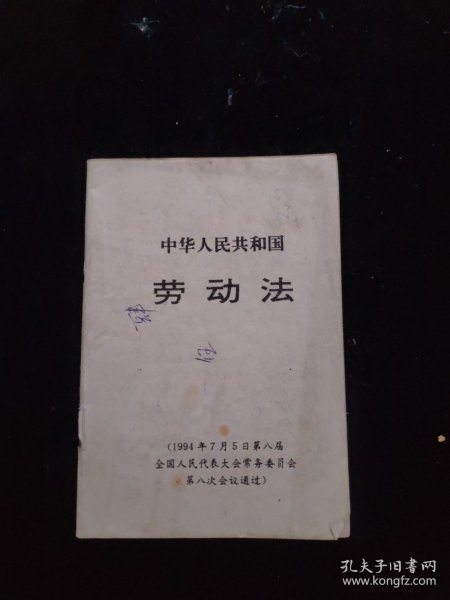 中华人民共和国
劳动法
(1994年7月5日第八届
全国人民代表大会常务委员会
第八次会议通过)
孔夫子旧书网
www.kongfz.com